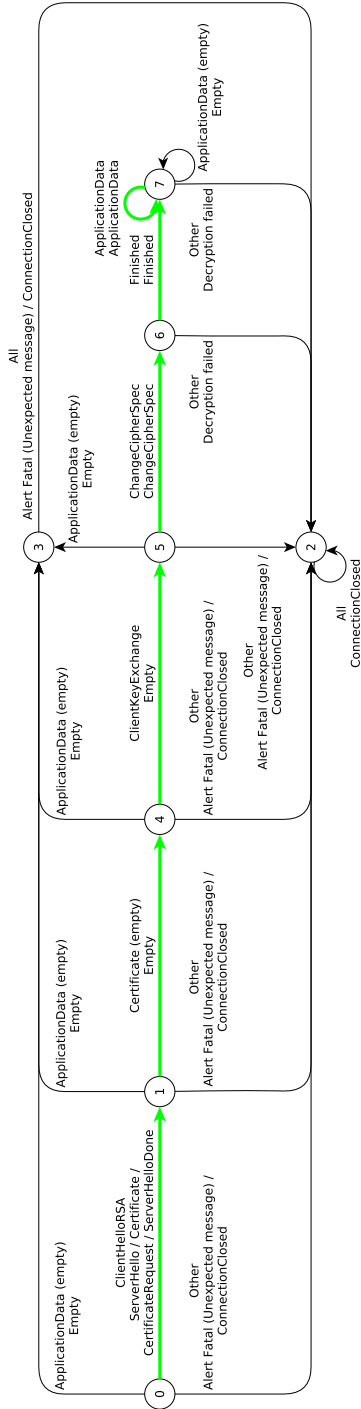 All
Alert Fatal (Unexpected message) / ConnectionClosed
3
ApplicationData (empty)
Empty
ApplicationData (empty)
Empty
ApplicationData (empty)
Empty
ApplicationData (empty)
Empty
0
ClientHelloRSA
ServerHello / Certificate /
CertificateRequest / ServerHelloDone
1
Certificate (empty)
Empty
4
ClientKeyExchange
Empty
5
ChangeCipherSpec
ChangeCipherSpec
6
Finished
Finished
ApplicationData
ApplicationData
7
ApplicationData (empty)
Empty
Other
Alert Fatal (Unexpected message) /
ConnectionClosed
Other
Alert Fatal (Unexpected message) /
ConnectionClosed
Other
Alert Fatal (Unexpected message) /
ConnectionClosed
Other
Alert Fatal (Unexpected message) /
ConnectionClosed
Other
Decryption failed
Other
Decryption failed
2
All
ConnectionClosed